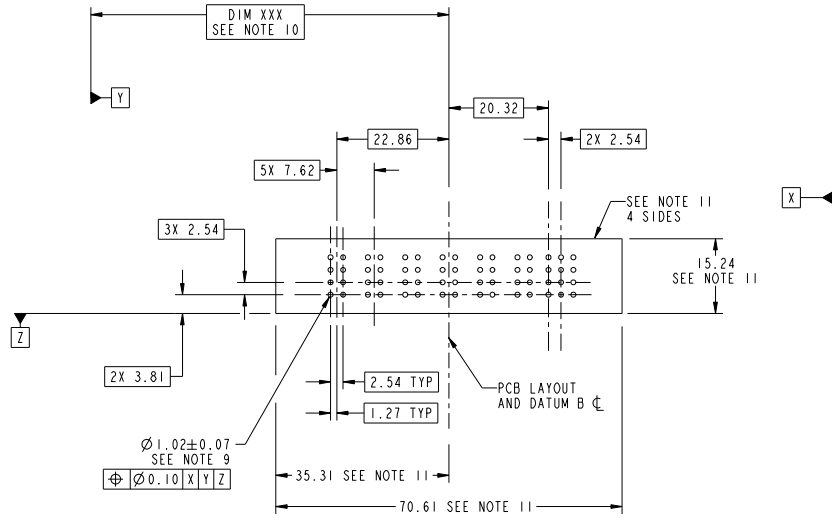 DIM XXX
SEE NOTE 10
Y
20.32
22.86
2X 2.54
5X 7.62
X
SEE NOTE 11
4 SIDES
3X 2.54
15.24
SEE NOTE 11
Z
2X 3.81
2.54 TYP
PCB LAYOUT
AND DATUM B ℄
1.27 TYP
Ø1.02±0.07
SEE NOTE 9
⌖ Ø0.10 X Y Z
35.31 SEE NOTE 11
70.61 SEE NOTE 11